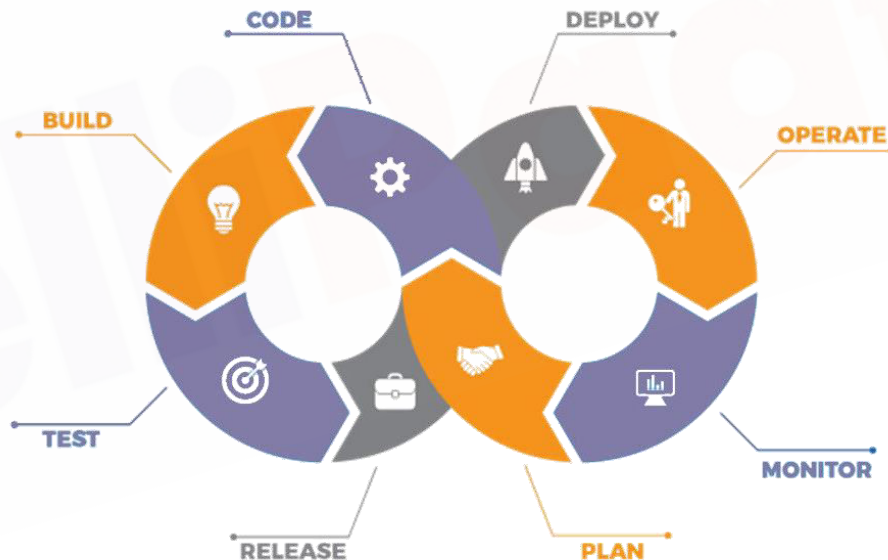 CODE
DEPLOY
BUILD
OPERATE
TEST
MONITOR
RELEASE
PLAN